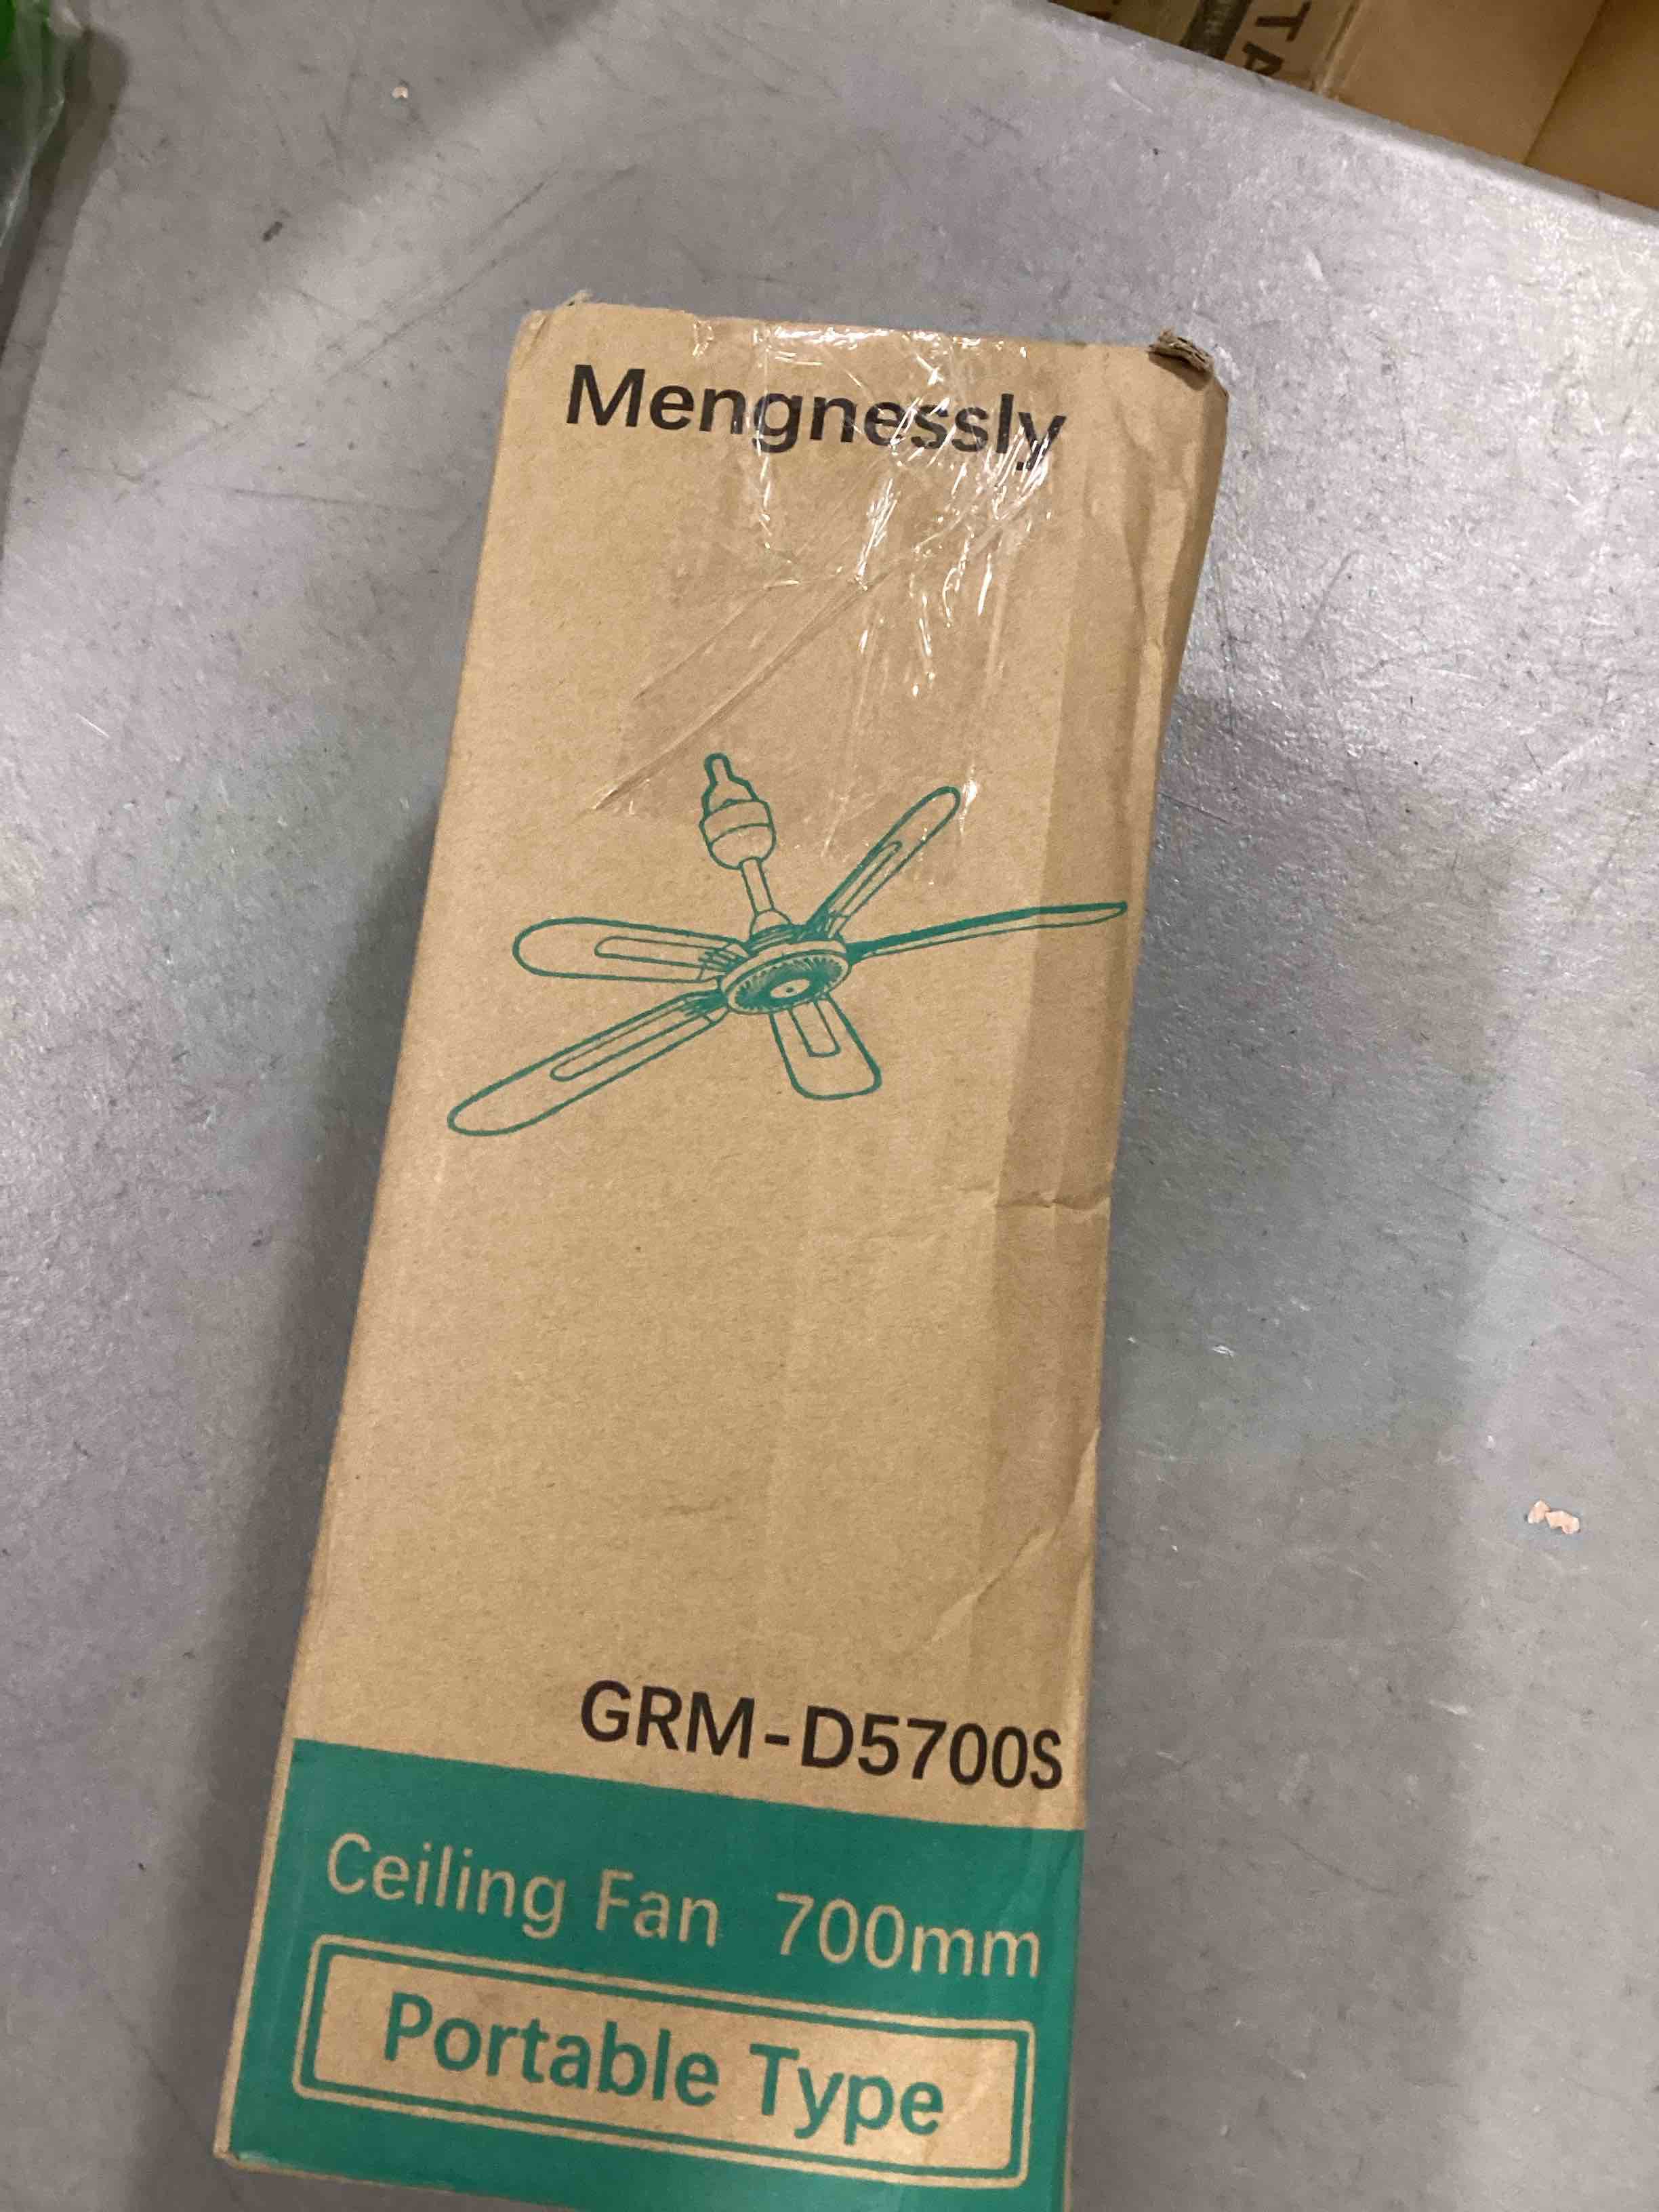 Mengnessly
GRM-D5700S
Ceiling Fan 700mm
Portable Type